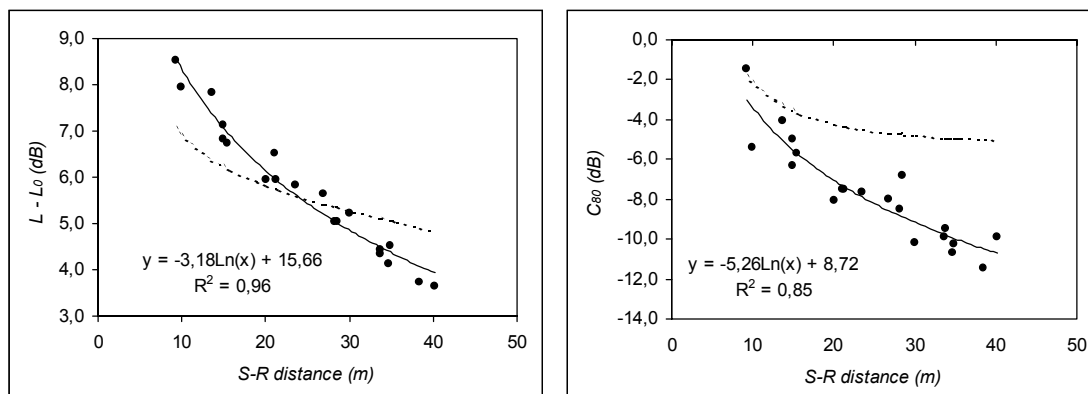 9,0
8,0
7,0
6,0
5,0
4,0
3,0
L - L0 (dB)
y = -3,18Ln(x) + 15,66
R2 = 0,96
0 10 20 30 40 50
S-R distance (m)
0,0
-2,0
-4,0
-6,0
-8,0
-10,0
-12,0
-14,0
C80 (dB)
y = -5,26Ln(x) + 8,72
R2 = 0,85
0 10 20 30 40 50
S-R distance (m)